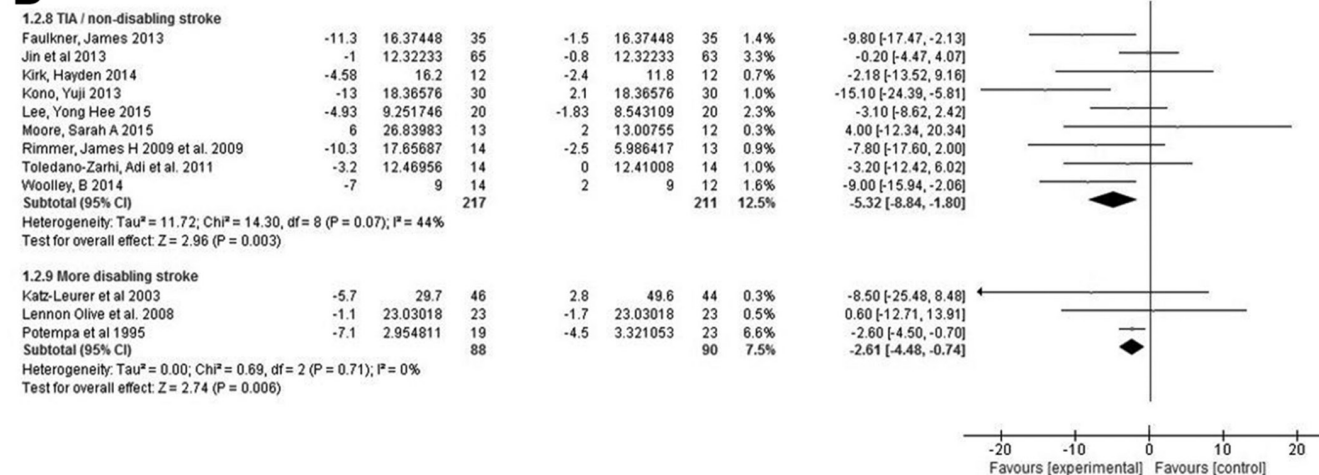 1.2.8 TIA / non-disabling stroke
Faulkner, James 2013 -11.3 16.37448 35 -1.5 16.37448 35 1.4% -9.80 [-17.47, -2.13]
Jin et al 2013 -1 12.32233 65 -0.8 12.32233 63 3.3% -0.20 [-4.47, 4.07]
Kirk, Hayden 2014 -4.58 16.2 12 -2.4 11.8 12 0.7% -2.18 [-13.52, 9.16]
Kono, Yuji 2013 -13 18.36576 30 2.1 18.36576 30 1.0% -15.10 [-24.39, -5.81]
Lee, Yong Hee 2015 -4.93 9.251746 20 -1.83 8.543109 20 2.3% -3.10 [-8.62, 2.42]
Moore, Sarah A 2015 6 26.83983 13 2 13.00755 12 0.3% 4.00 [-12.34, 20.34]
Rimmer, James H 2009 et al. 2009 -10.3 17.65687 14 -2.5 5.986417 13 0.9% -7.80 [-17.60, 2.00]
Toledano-Zarhi, Adi et al. 2011 -3.2 12.46956 14 0 12.41008 14 1.0% -3.20 [-12.42, 6.02]
Woolley, B 2014 -7 9 14 2 9 12 1.6% -9.00 [-15.94, -2.06]
Subtotal (95% CI) 217 211 12.5% -5.32 [-8.84, -1.80]
Heterogeneity: Tau² = 11.72; Chi² = 14.30, df = 8 (P = 0.07); I² = 44%
Test for overall effect: Z = 2.96 (P = 0.003)
1.2.9 More disabling stroke
Katz-Leurer et al 2003 -5.7 29.7 46 2.8 49.6 44 0.3% -8.50 [-25.48, 8.48]
Lennon Olive et al. 2008 -1.1 23.03018 23 -1.7 23.03018 23 0.5% 0.60 [-12.71, 13.91]
Potempa et al 1995 -7.1 2.954811 19 -4.5 3.321053 23 6.6% -2.60 [-4.50, -0.70]
Subtotal (95% CI) 88 90 7.5% -2.61 [-4.48, -0.74]
Heterogeneity: Tau² = 0.00; Chi² = 0.69, df = 2 (P = 0.71); I² = 0%
Test for overall effect: Z = 2.74 (P = 0.006)
-20 -10 0 10 20
Favours [experimental] Favours [control]